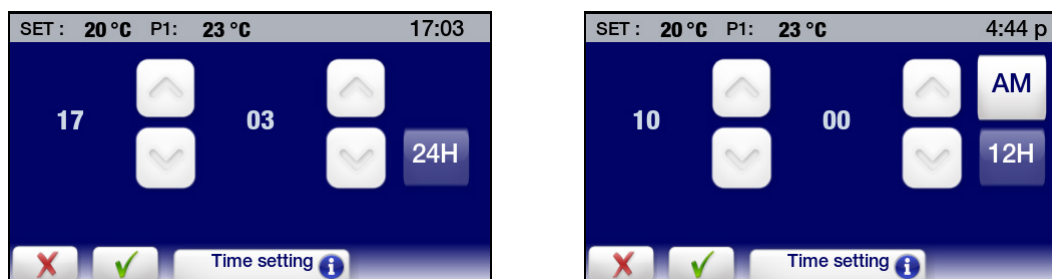 SET : 20 °C P1: 23 °C 17:03
17 03
24H
Time setting
SET : 20 °C P1: 23 °C 4:44 p
AM
10 00
12H
Time setting